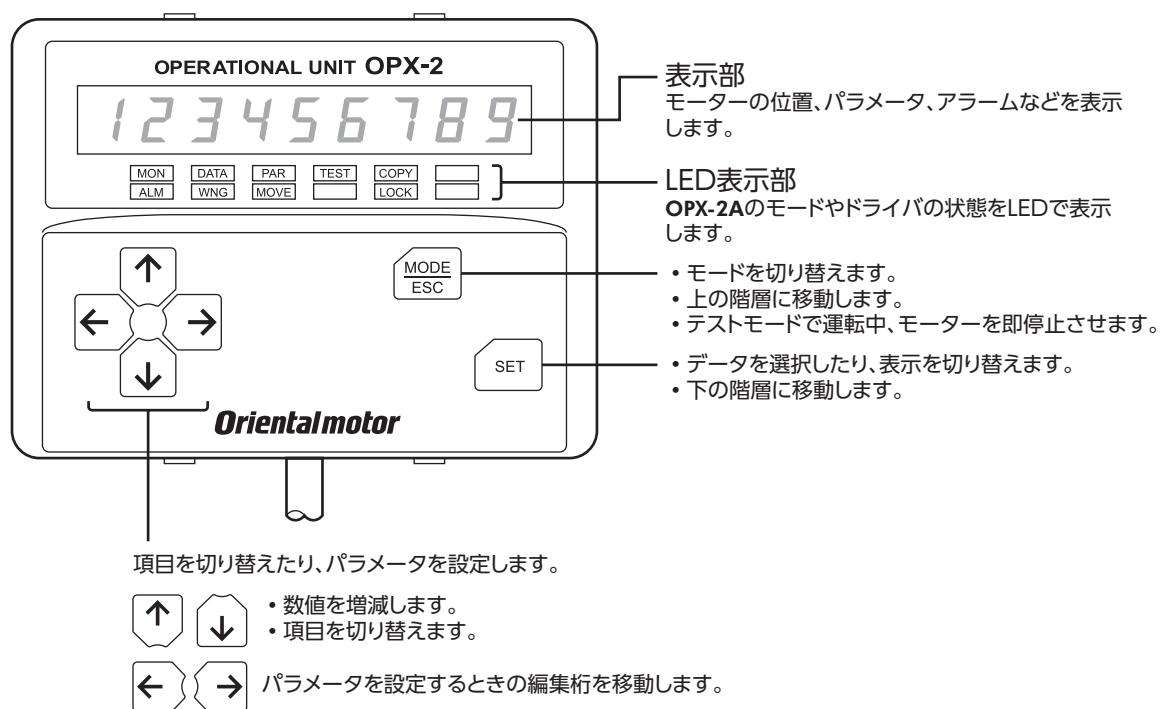 OPERATIONAL UNIT OPX-2
123456789
MON DATA PAR TEST COPY
ALM WNG MOVE LOCK
MODE
ESC
↑
← →
↓
SET
Orientalmotor
表示部
モーターの位置、パラメータ、アラームなどを表示
します。
LED表示部
OPX-2Aのモードやドライバの状態をLEDで表示
します。
• モードを切り替えます。
• 上の階層に移動します。
• テストモードで運転中、モーターを即停止させます。
• データを選択したり、表示を切り替えます。
• 下の階層に移動します。
項目を切り替えたり、パラメータを設定します。
↑ ↓
• 数値を増減します。
• 項目を切り替えます。
← → パラメータを設定するときの編集桁を移動します。